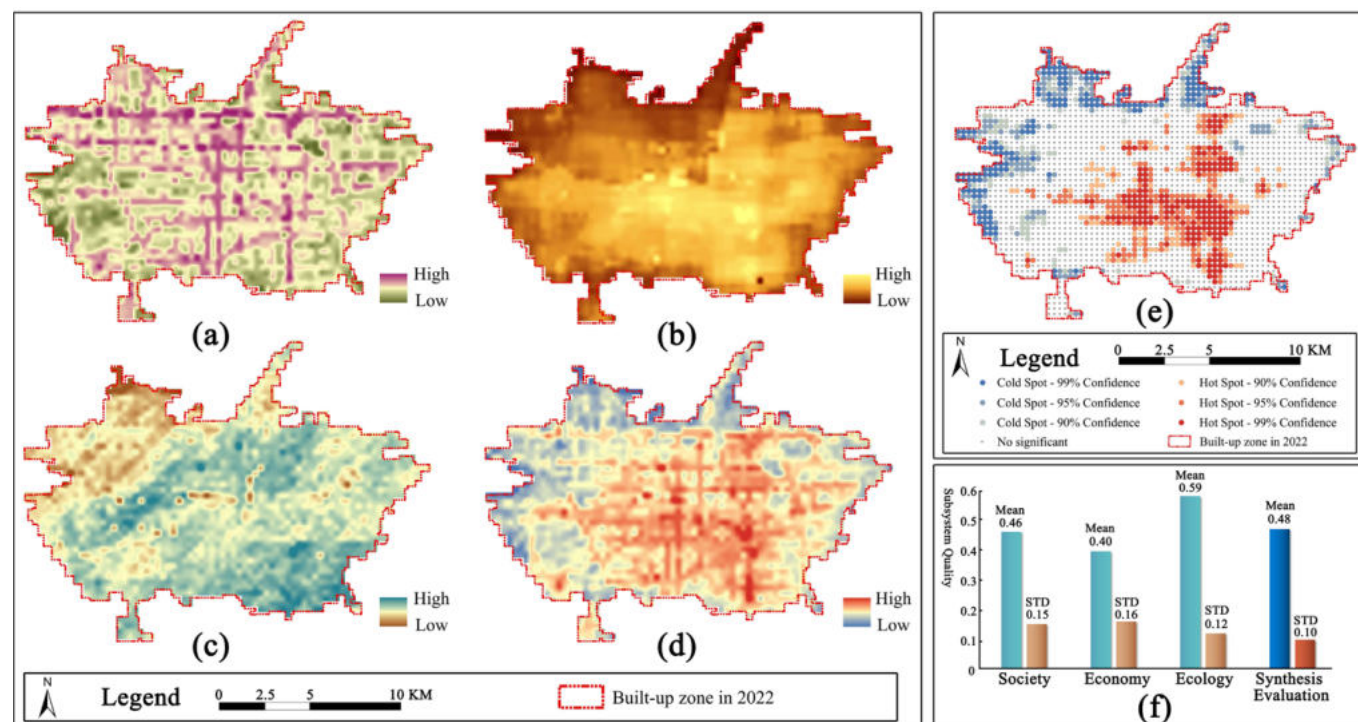 High
Low
(a)
High
Low
(b)
High
Low
(c)
High
Low
(d)
N
Legend
0 2.5 5 10 KM
Built-up zone in 2022
(e)
N
Legend
0 2.5 5 10 KM
Cold Spot - 99% Confidence
Hot Spot - 90% Confidence
Cold Spot - 95% Confidence
Hot Spot - 95% Confidence
Cold Spot - 90% Confidence
Hot Spot - 99% Confidence
No significant
Built-up zone in 2022
Subsystem Quality
0.6
0.5
0.4
0.3
0.2
0.1
0
Mean
0.46
STD
0.15
Mean
0.40
STD
0.16
Mean
0.59
STD
0.12
Mean
0.48
STD
0.10
Society
Economy
Ecology
Synthesis
Evaluation
(f)